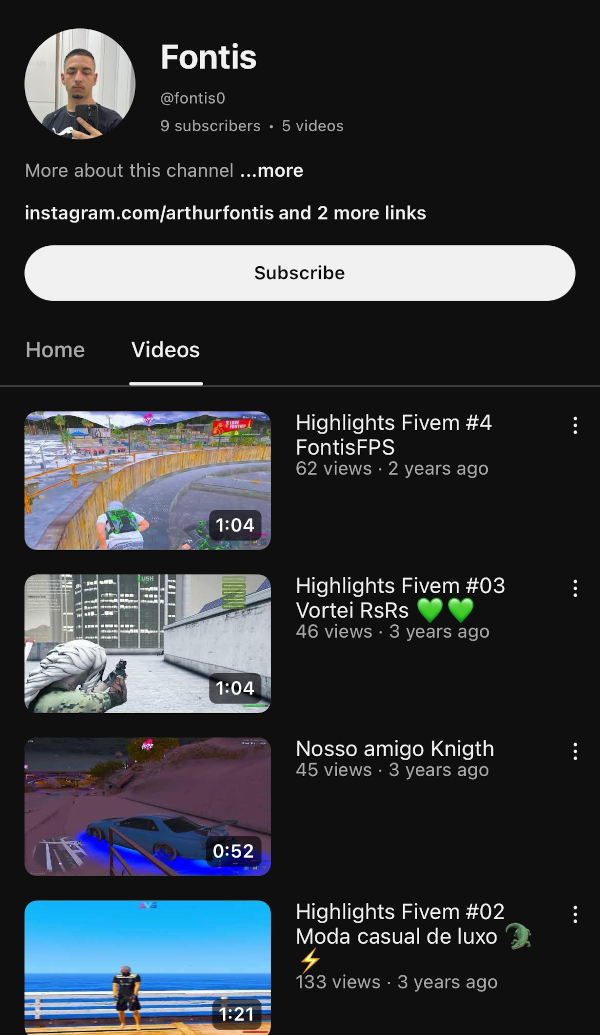 Fontis
@fontis0
9 subscribers • 5 videos
More about this channel ...more
instagram.com/arthurfontis and 2 more links
Subscribe
Home Videos
Highlights Fivem #4
FontisFPS
62 views · 2 years ago
1:04
Highlights Fivem #03
Vortei RsRs 💚💚
46 views · 3 years ago
1:04
Nosso amigo Knigth
45 views · 3 years ago
0:52
Highlights Fivem #02
Moda casual de luxo 🐊
⚡
133 views · 3 years ago
1:21